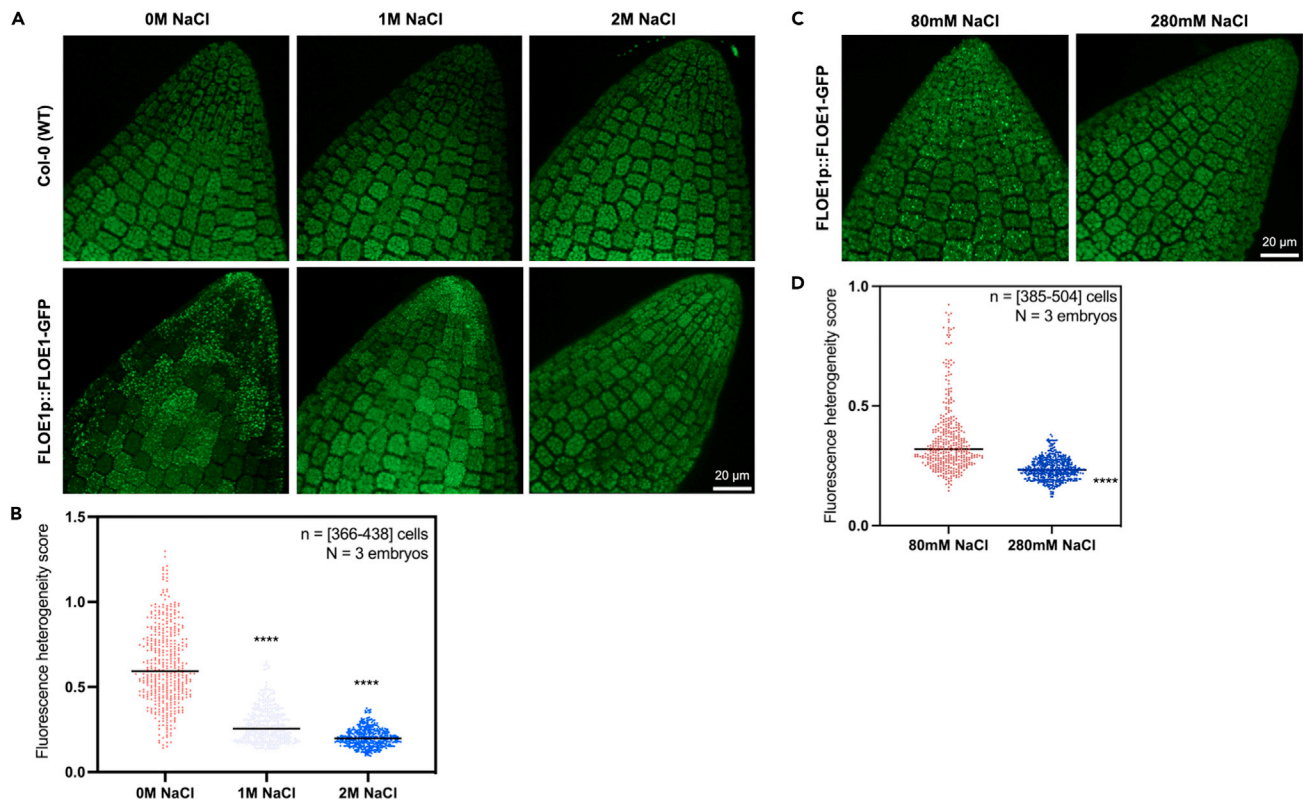 A
0M NaCl
1M NaCl
2M NaCl
Col-0 (WT)
FLOE1p::FLOE1-GFP
20 µm
B
Fluorescence heterogeneity score
1.5
1.0
0.5
0.0
n = [366-438] cells
N = 3 embryos
****
****
0M NaCl
1M NaCl
2M NaCl
C
80mM NaCl
280mM NaCl
FLOE1p::FLOE1-GFP
20 µm
D
Fluorescence heterogeneity score
1.0
0.5
0.0
n = [385-504] cells
N = 3 embryos
****
80mM NaCl
280mM NaCl